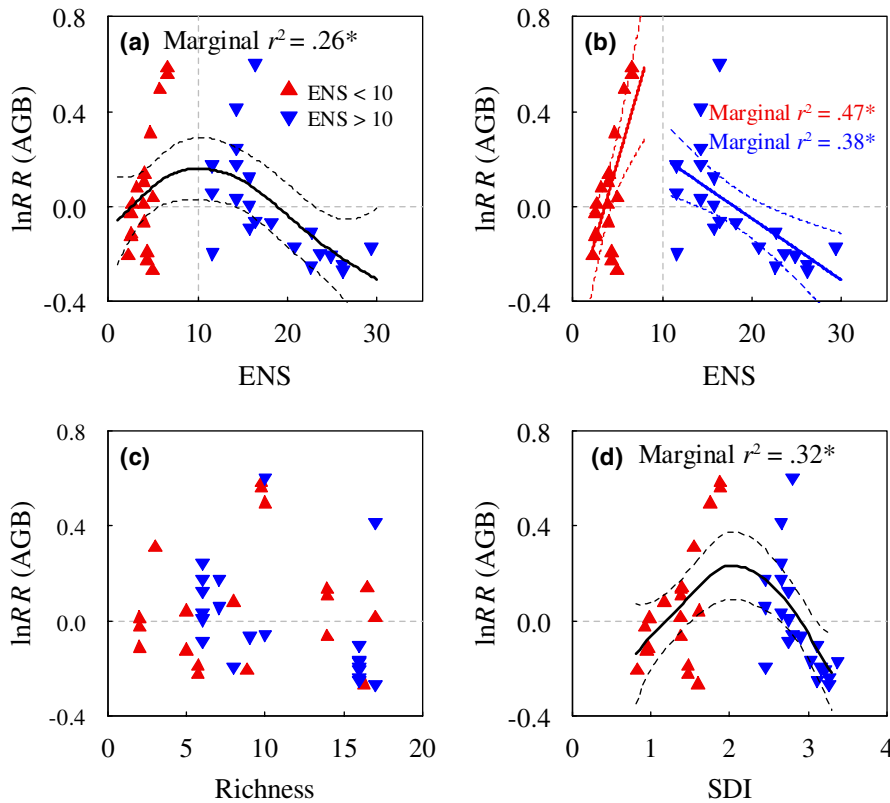 (a) Marginal r² = .26*
ENS < 10
ENS > 10
0.8
0.4
0.0
-0.4
lnRR (AGB)
0 10 20 30
ENS
(b)
Marginal r² = .47*
Marginal r² = .38*
0.8
0.4
0.0
-0.4
lnRR (AGB)
0 10 20 30
ENS
(c)
0.8
0.4
0.0
-0.4
lnRR (AGB)
0 5 10 15 20
Richness
(d) Marginal r² = .32*
0.8
0.4
0.0
-0.4
lnRR (AGB)
0 1 2 3 4
SDI